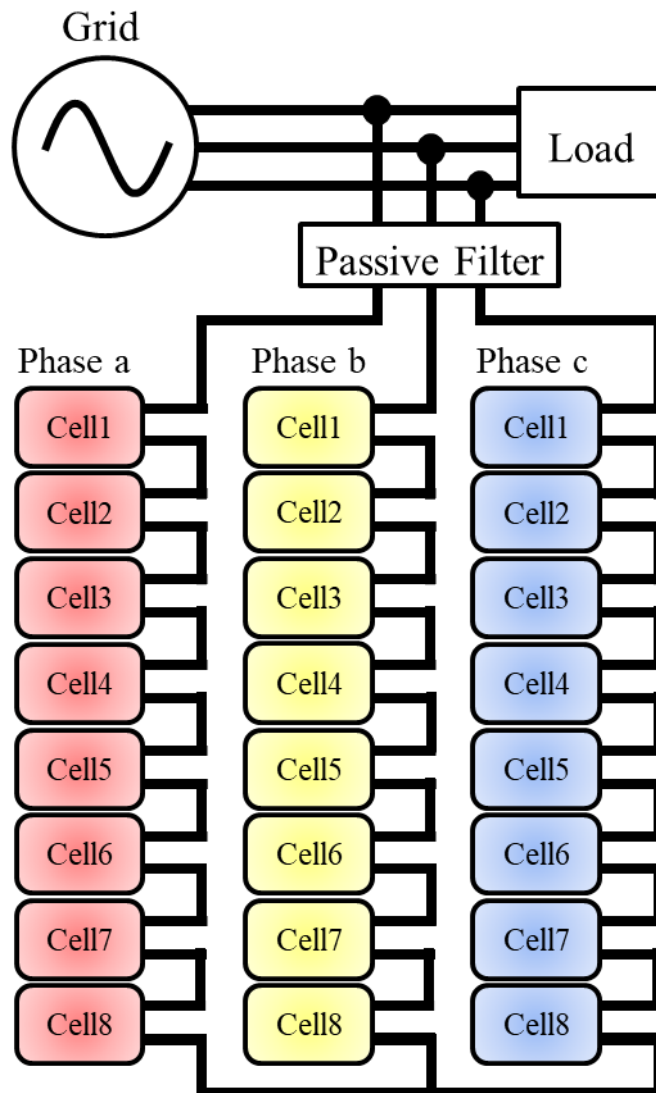 Grid
Load
Passive Filter
Phase a
Phase b
Phase c
Cell1
Cell1
Cell1
Cell2
Cell2
Cell2
Cell3
Cell3
Cell3
Cell4
Cell4
Cell4
Cell5
Cell5
Cell5
Cell6
Cell6
Cell6
Cell7
Cell7
Cell7
Cell8
Cell8
Cell8